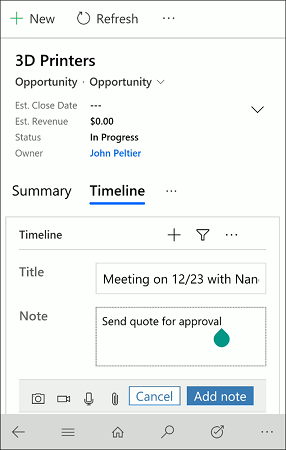 New Refresh ...
3D Printers
Opportunity · Opportunity
Est. Close Date ---
Est. Revenue $0.00
Status In Progress
Owner John Peltier
Summary Timeline ...
Timeline ...
Title Meeting on 12/23 with Nan
Note Send quote for approval
Cancel Add note